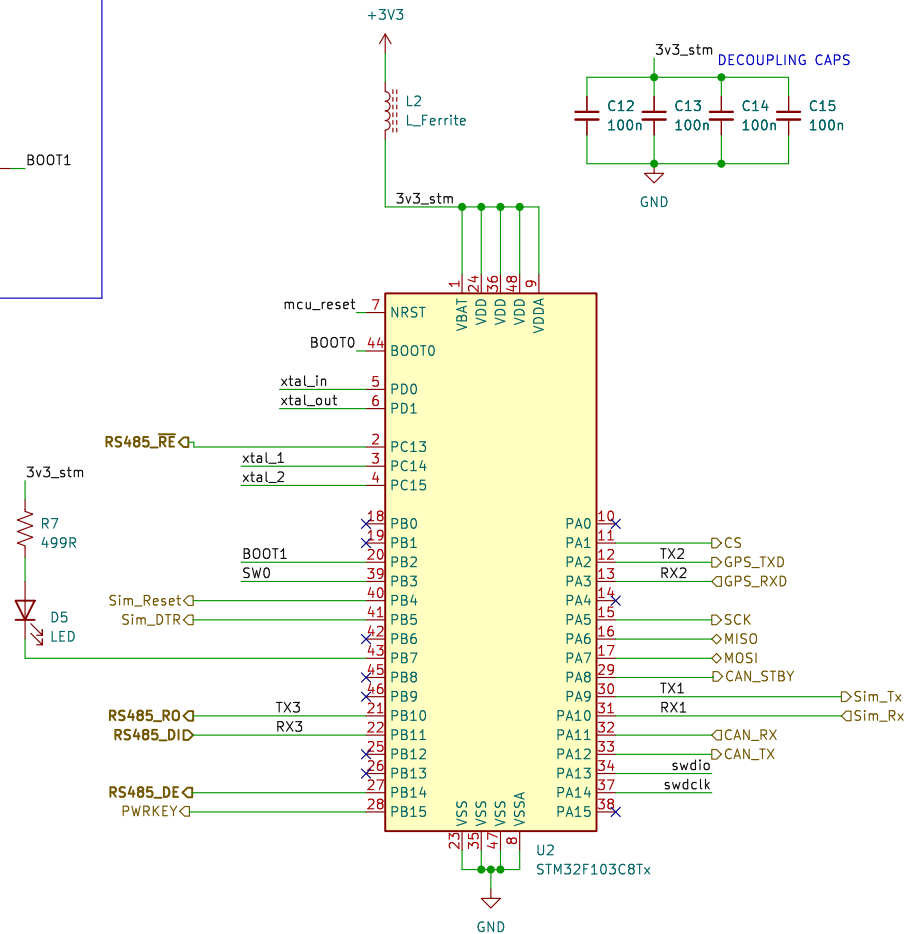 +3V3
3v3_stm
DECOUPLING CAPS
L2
L_Ferrite
C12
100n
C13
100n
C14
100n
C15
100n
BOOT1
3v3_stm
GND
1
24
36
48
9
VBAT
VDD
VDD
VDD
VDDA
mcu_reset 7 NRST
BOOT0 44 BOOT0
xtal_in 5 PD0
xtal_out 6 PD1
RS485_RE 2 PC13
xtal_1 3 PC14
xtal_2 4 PC15
3v3_stm
R7
499R
D5
LED
18 PB0
19 PB1
BOOT1 20 PB2
SW0 39 PB3
Sim_Reset 40 PB4
Sim_DTR 41 PB5
42 PB6
43 PB7
45 PB8
46 PB9
RS485_RO TX3 21 PB10
RS485_DI RX3 22 PB11
25 PB12
26 PB13
RS485_DE 27 PB14
PWRKEY 28 PB15
PA0 10
PA1 11 CS
PA2 12 TX2 GPS_TXD
PA3 13 RX2 GPS_RXD
PA4 14
PA5 15 SCK
PA6 16 MISO
PA7 17 MOSI
PA8 29 CAN_STBY
PA9 30 TX1 Sim_Tx
PA10 31 RX1 Sim_Rx
PA11 32 CAN_RX
PA12 33 CAN_TX
PA13 34 swdio
PA14 37 swdclk
PA15 38
VSS
VSS
VSS
VSSA
23
35
47
8
U2
STM32F103C8Tx
GND